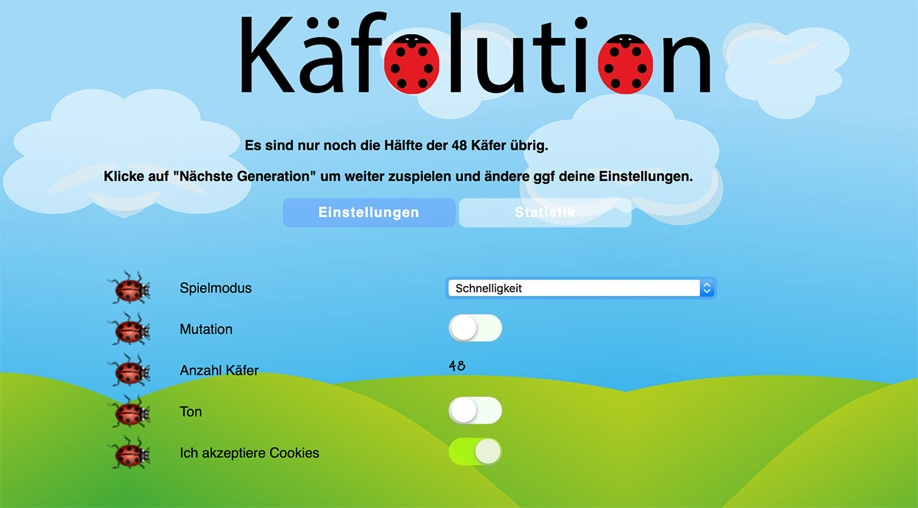 Käfolution
Es sind nur noch die Hälfte der 48 Käfer übrig.
Klicke auf "Nächste Generation" um weiter zuspielen und ändere ggf deine Einstellungen.
Einstellungen Statistik
Spielmodus Schnelligkeit
Mutation
Anzahl Käfer 48
Ton
Ich akzeptiere Cookies